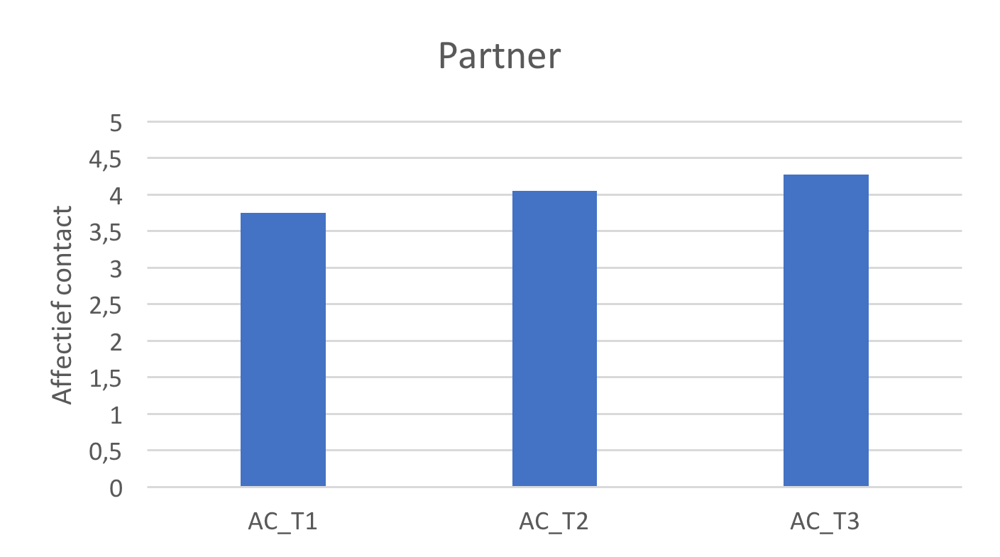 Partner
Affectief contact
5
4,5
4
3,5
3
2,5
2
1,5
1
0,5
0
AC_T1
AC_T2
AC_T3